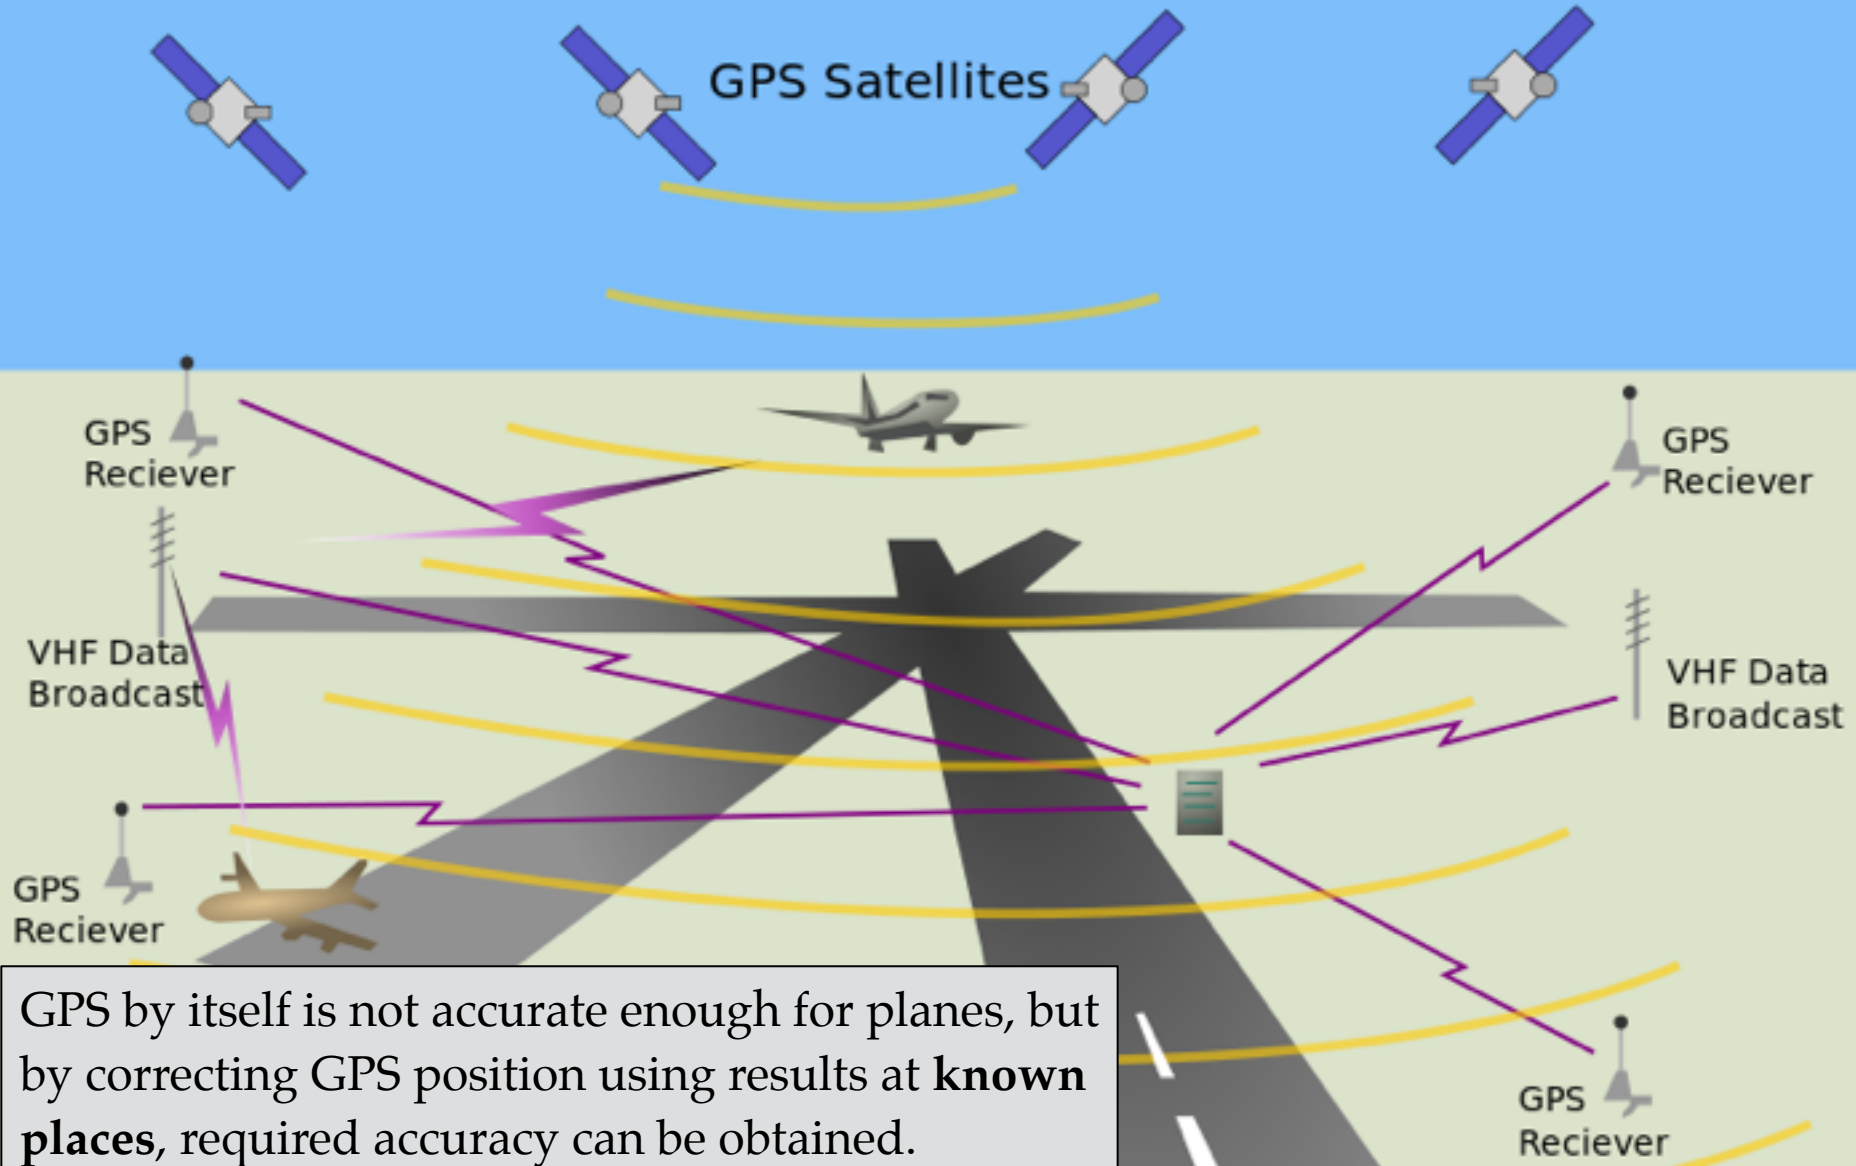 GPS Satellites
GPS
Reciever
GPS
Reciever
VHF Data
Broadcast
VHF Data
Broadcast
GPS
Reciever
GPS by itself is not accurate enough for planes, but
by correcting GPS position using results at known
places, required accuracy can be obtained.
GPS
Reciever